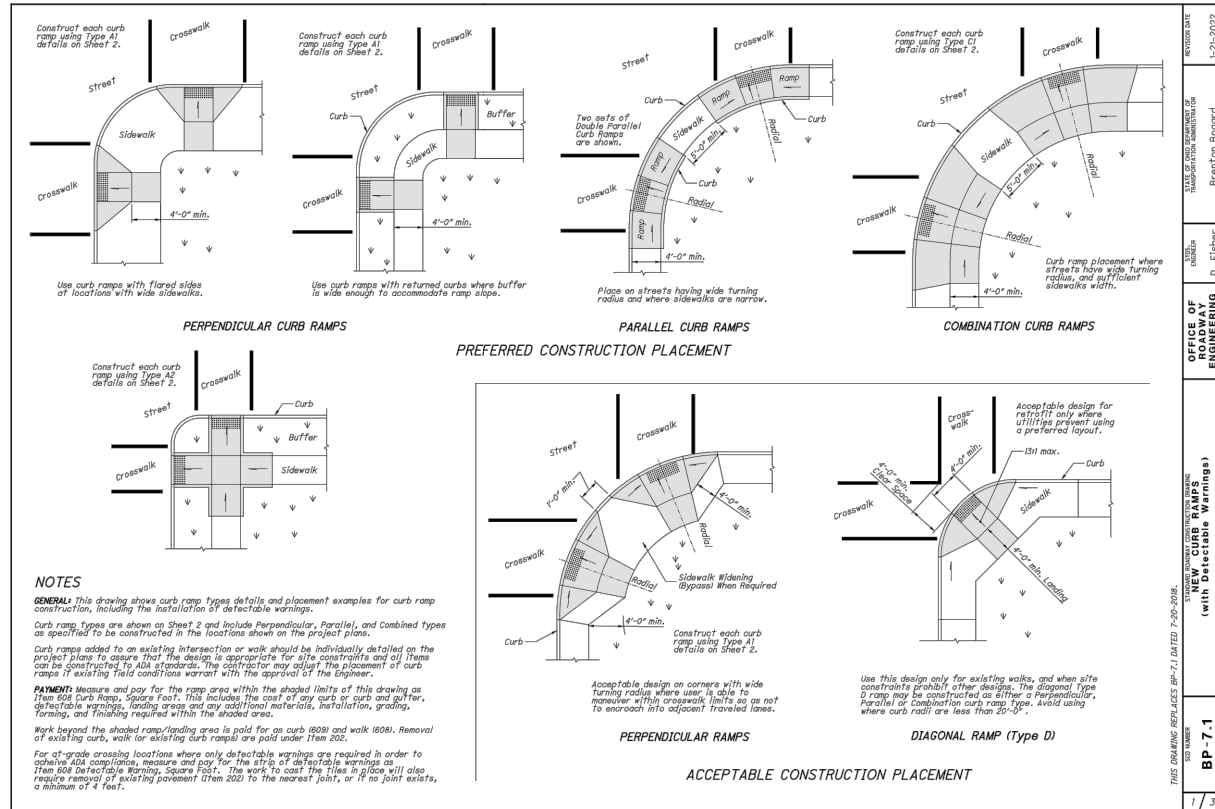 Construct each curb
ramp using Type A1
details on Sheet 2.
Crosswalk
Street
Sidewalk
Crosswalk
4'-0" min.
Use curb ramps with flared sides
at locations with wide sidewalks.
Construct each curb
ramp using Type A1
details on Sheet 2.
Crosswalk
Street
Curb
Buffer
Sidewalk
Crosswalk
4'-0" min.
Use curb ramps with returned curbs where buffer
is wide enough to accommodate ramp slope.
PERPENDICULAR CURB RAMPS
Street
Crosswalk
Curb
Ramp
Ramp
Two sets of
Double Parallel
Curb Ramps
are shown.
Sidewalk
5'-0" min.
Radial
Curb
Ramp
Curb
Crosswalk
Radial
Ramp
4'-0" min.
Place on streets having wide turning
radius and where sidewalks are narrow.
PARALLEL CURB RAMPS
Construct each curb
ramp using Type C1
details on Sheet 2.
Crosswalk
Street
Curb
Sidewalk
5'-0" min.
Radial
Crosswalk
Radial
4'-0" min.
Curb ramp placement where
streets have wide turning
radius, and sufficient
sidewalks width.
COMBINATION CURB RAMPS
PREFERRED CONSTRUCTION PLACEMENT
Construct each curb
ramp using Type A2
details on Sheet 2.
Crosswalk
Street
Curb
Buffer
Crosswalk
Sidewalk
Street
Crosswalk
1'-0" min.
4'-0" min.
Radial
Crosswalk
Radial
Sidewalk Widening
(Bypass) When Required
Curb
4'-0" min.
Construct each curb
ramp using Type A1
details on Sheet 2.
Acceptable design on corners with wide
turning radius where user is able to
maneuver within crosswalk limits so as not
to encroach into adjacent traveled lanes.
PERPENDICULAR RAMPS
Cross-
walk
Acceptable design for
retrofit only where
utilities prevent using
a preferred layout.
4'-0" min.
Clear Space
4'-0" min.
13:1 max.
Curb
Crosswalk
Sidewalk
4'-0" min. Landing
Use this design only for existing walks, and when site
constraints prohibit other designs. The diagonal Type
D ramp may be constructed as either a Perpendicular,
Parallel or Combination curb ramp type. Avoid using
where curb radii are less than 20'-0".
DIAGONAL RAMP (Type D)
ACCEPTABLE CONSTRUCTION PLACEMENT
NOTES
GENERAL: This drawing shows curb ramp types details and placement examples for curb ramp
construction, including the installation of detectable warnings.
Curb ramp types are shown on Sheet 2 and include Perpendicular, Parallel, and Combined types
as specified to be constructed in the locations shown on the project plans.
Curb ramps added to an existing intersection or walk should be individually detailed on the
project plans to assure that the design is appropriate for site constraints and all items
can be constructed to ADA standards. The contractor may adjust the placement of curb
ramps if existing field conditions warrant with the approval of the Engineer.
PAYMENT: Measure and pay for the ramp area within the shaded limits of this drawing as
Item 608 Curb Ramp, Square Foot. This includes the cost of any curb or curb and gutter,
detectable warnings, landing areas and any additional materials, installation, grading,
forming, and finishing required within the shaded area.
Work beyond the shaded ramp/landing area is paid for as curb (609) and walk (608). Removal
of existing curb, walk (or existing curb ramps) are paid under Item 202.
For at-grade crossing locations where only detectable warnings are required in order to
acheive ADA compliance, measure and pay for the strip of detectable warnings as
Item 608 Detectable Warning, Square Foot. The work to cast the tiles in place will also
require removal of existing pavement (Item 202) to the nearest joint, or if no joint exists,
a minimum of 4 feet.
THIS DRAWING REPLACES BP-7.1 DATED 7-20-2018.
REVISION DATE
1-21-2022
STATE OF OHIO DEPARTMENT OF
TRANSPORTATION ADMINISTRATOR
Brenton Bogard
STDS.
ENGINEER
D. Fisher
OFFICE OF
ROADWAY
ENGINEERING
STANDARD ROADWAY CONSTRUCTION DRAWING
NEW CURB RAMPS
(with Detectable Warnings)
SCD NUMBER
BP-7.1
1/3